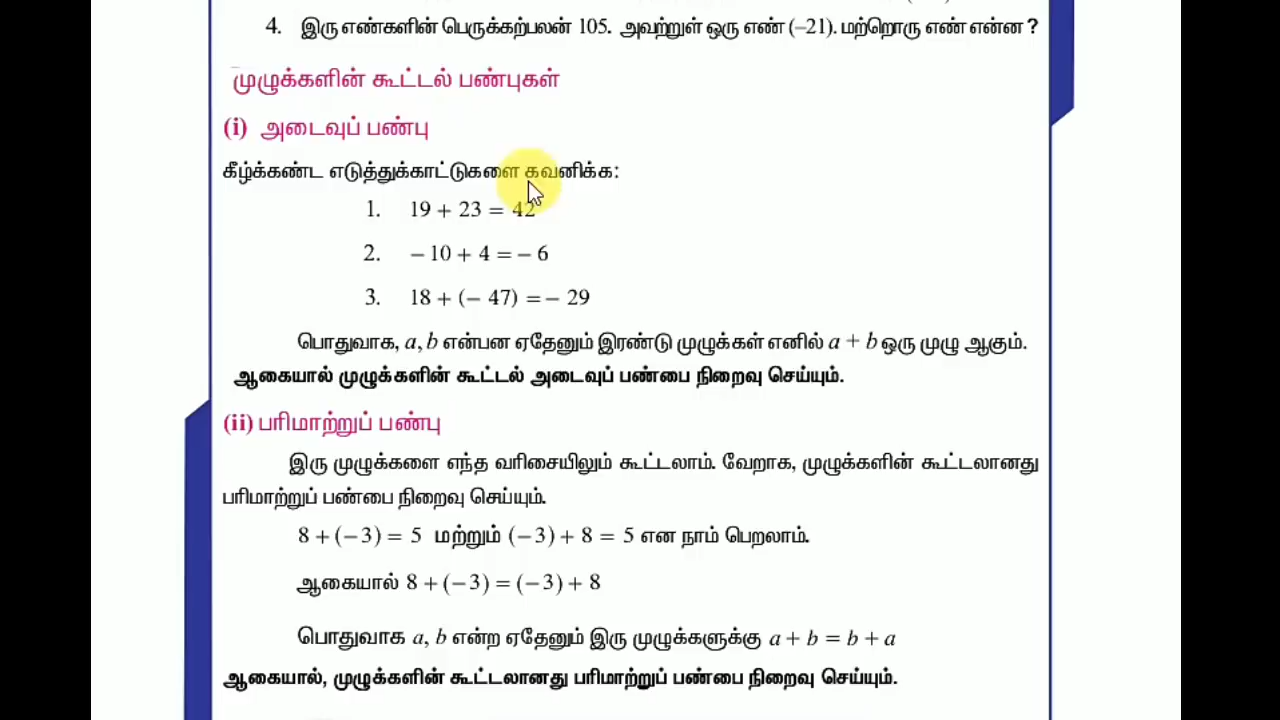 4. இரு எண்களின் பெருக்கற்பலன் 105. அவற்றுள் ஒரு எண் (–21). மற்றொரு எண் என்ன ?
முழுக்களின் கூட்டல் பண்புகள்
(i) அடைவுப் பண்பு
கீழ்க்கண்ட எடுத்துக்காட்டுகளை கவனிக்க:
1. 19 + 23 = 42
2. – 10 + 4 = – 6
3. 18 + (– 47) = – 29
பொதுவாக, a, b என்பன ஏதேனும் இரண்டு முழுக்கள் எனில் a + b ஒரு முழு ஆகும்.
ஆகையால் முழுக்களின் கூட்டல் அடைவுப் பண்பை நிறைவு செய்யும்.
(ii) பரிமாற்றுப் பண்பு
இரு முழுக்களை எந்த வரிசையிலும் கூட்டலாம். வேறாக, முழுக்களின் கூட்டலானது
பரிமாற்றுப் பண்பை நிறைவு செய்யும்.
8 + (– 3) = 5 மற்றும் (– 3) + 8 = 5 என நாம் பெறலாம்.
ஆகையால் 8 + (– 3) = (– 3) + 8
பொதுவாக a, b என்ற ஏதேனும் இரு முழுக்களுக்கு a + b = b + a
ஆகையால், முழுக்களின் கூட்டலானது பரிமாற்றுப் பண்பை நிறைவு செய்யும்.